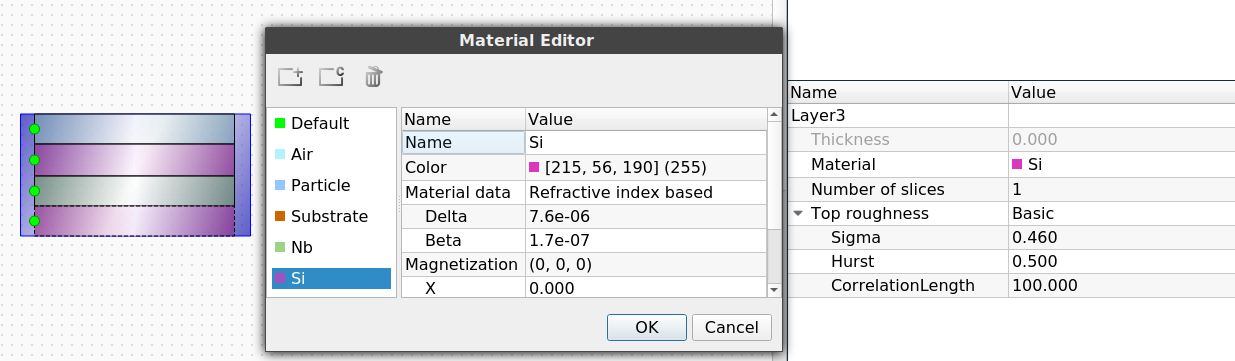 Material Editor
Default
Air
Particle
Substrate
Nb
Si
Name Value
Name Si
Color [215, 56, 190] (255)
Material data Refractive index based
Delta 7.6e-06
Beta 1.7e-07
Magnetization (0, 0, 0)
X 0.000
OK Cancel
Name Value
Layer3
Thickness 0.000
Material Si
Number of slices 1
Top roughness Basic
Sigma 0.460
Hurst 0.500
CorrelationLength 100.000